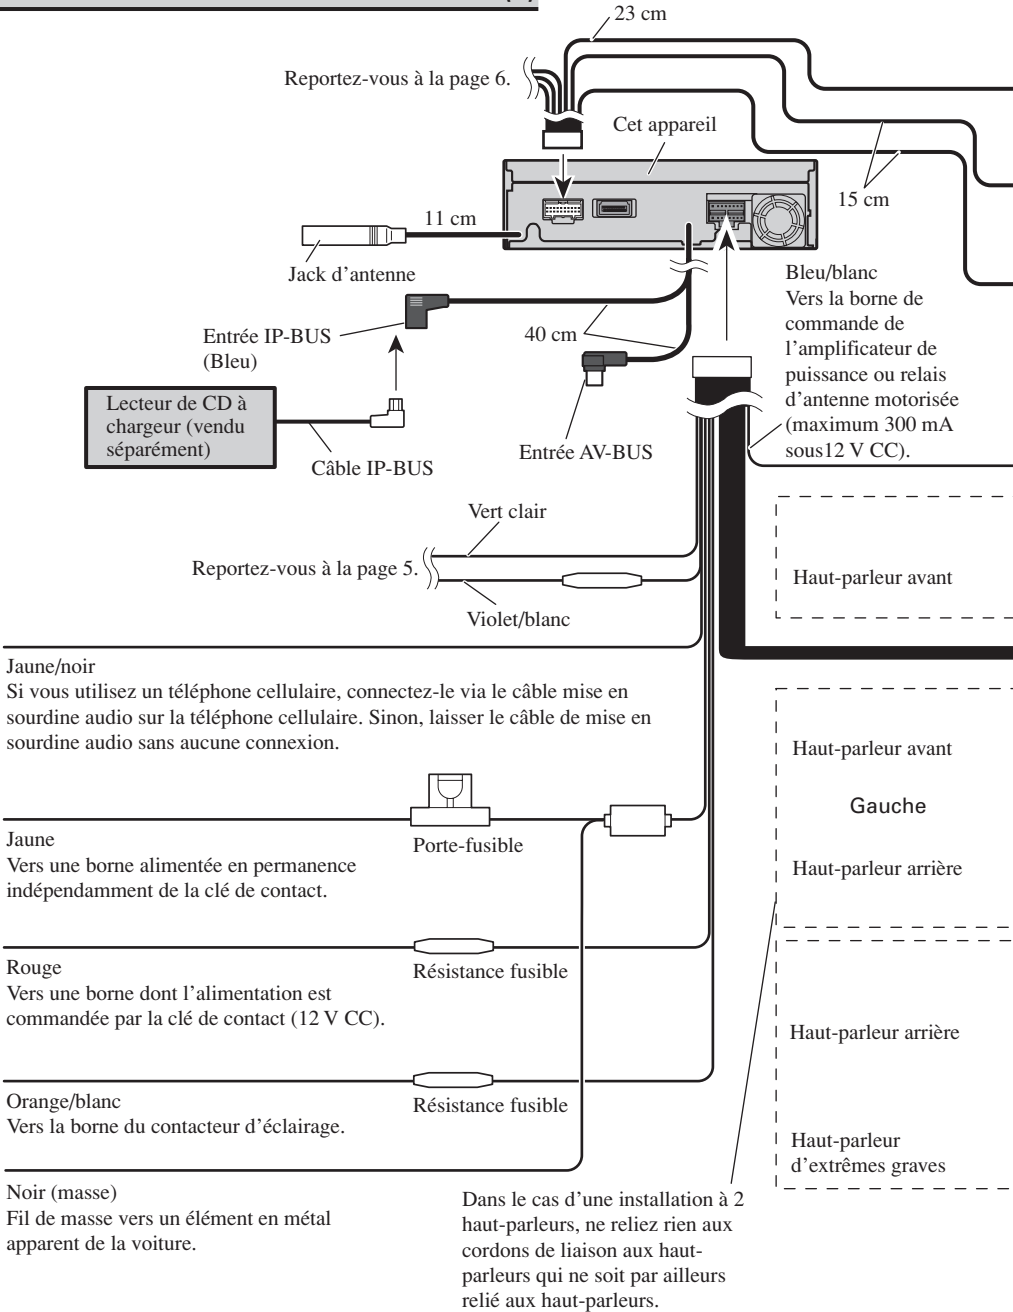 23 cm
Reportez-vous à la page 6.
Cet appareil
15 cm
11 cm
Jack d'antenne
Bleu/blanc
Vers la borne de
commande de
l'amplificateur de
puissance ou relais
d'antenne motorisée
(maximum 300 mA
sous12 V CC).
Entrée IP-BUS
(Bleu)
40 cm
Lecteur de CD à
chargeur (vendu
séparément)
Câble IP-BUS
Entrée AV-BUS
Vert clair
Reportez-vous à la page 5.
Violet/blanc
Haut-parleur avant
Jaune/noir
Si vous utilisez un téléphone cellulaire, connectez-le via le câble mise en
sourdine audio sur la téléphone cellulaire. Sinon, laisser le câble de mise en
sourdine audio sans aucune connexion.
Haut-parleur avant
Gauche
Haut-parleur arrière
Jaune
Vers une borne alimentée en permanence
indépendamment de la clé de contact.
Porte-fusible
Rouge
Vers une borne dont l'alimentation est
commandée par la clé de contact (12 V CC).
Résistance fusible
Haut-parleur arrière
Orange/blanc
Vers la borne du contacteur d'éclairage.
Résistance fusible
Haut-parleur
d'extrêmes graves
Noir (masse)
Fil de masse vers un élément en métal
apparent de la voiture.
Dans le cas d'une installation à 2
haut-parleurs, ne reliez rien aux
cordons de liaison aux haut-
parleurs qui ne soit par ailleurs
relié aux haut-parleurs.